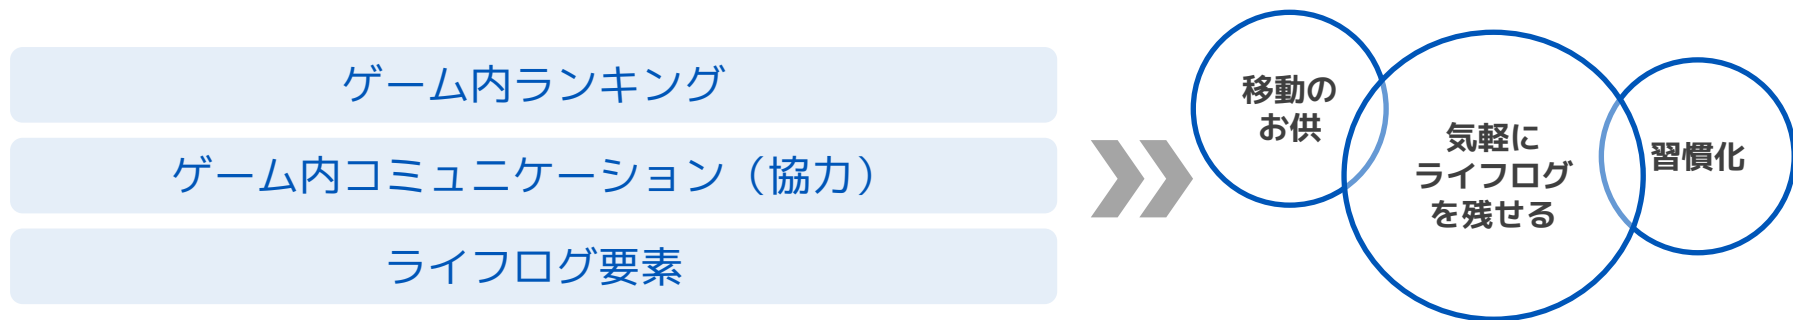 ゲーム内ランキング
ゲーム内コミュニケーション（協力）
ライフログ要素
移動の
お供
気軽に
ライフログ
を残せる
習慣化